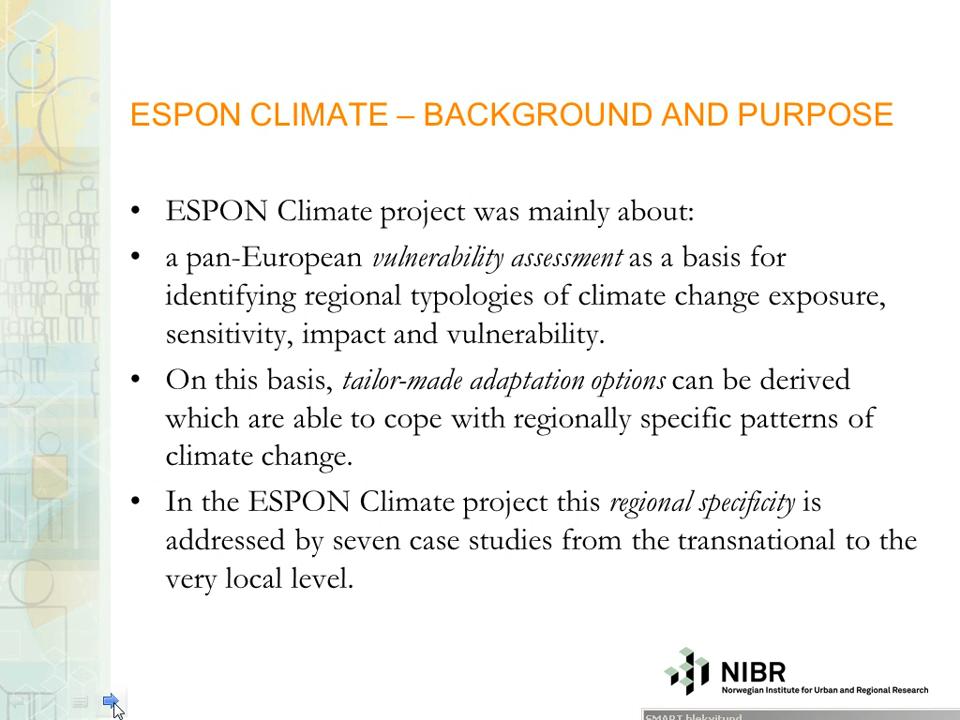 ESPON CLIMATE – BACKGROUND AND PURPOSE
• ESPON Climate project was mainly about:
• a pan-European vulnerability assessment as a basis for
identifying regional typologies of climate change exposure,
sensitivity, impact and vulnerability.
• On this basis, tailor-made adaptation options can be derived
which are able to cope with regionally specific patterns of
climate change.
• In the ESPON Climate project this regional specificity is
addressed by seven case studies from the transnational to the
very local level.
NIBR
Norwegian Institute for Urban and Regional Research
SMART blekvitund